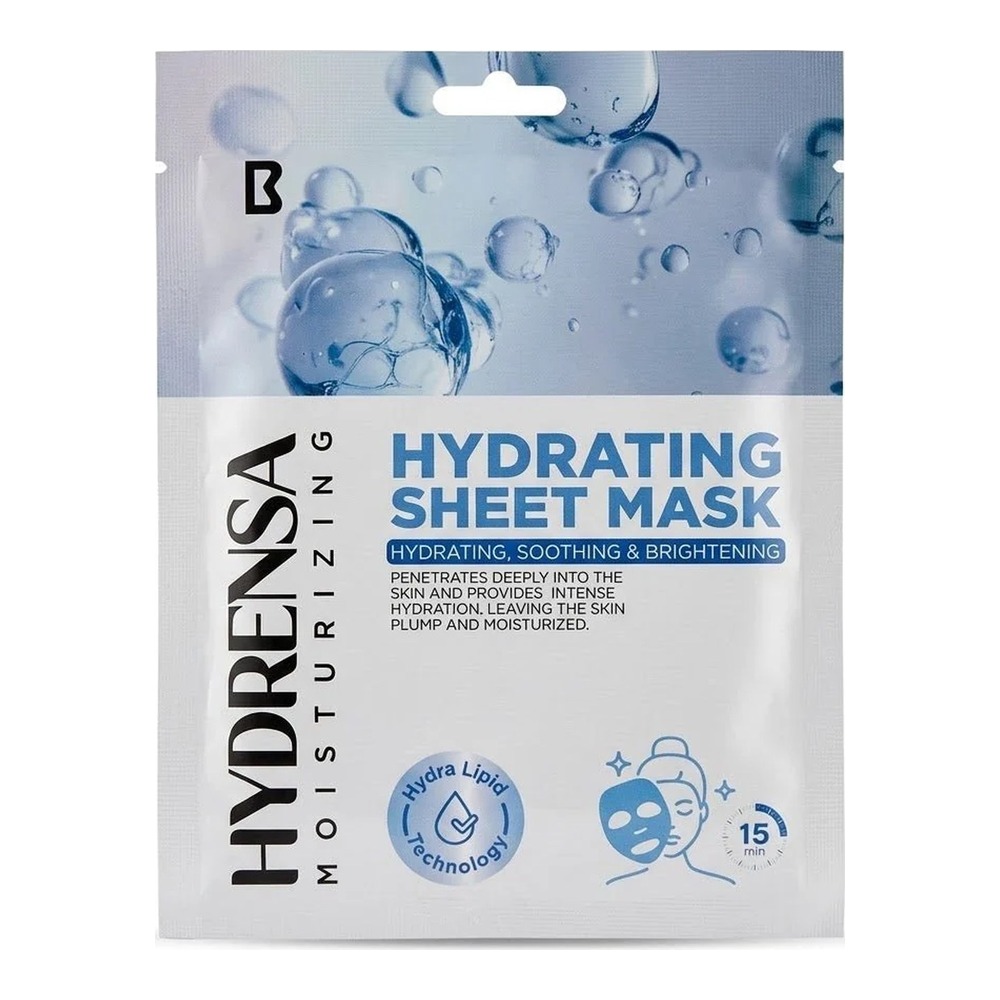 B
HYDRENSA
MOISTURIZING
HYDRATING
SHEET MASK
HYDRATING, SOOTHING & BRIGHTENING
PENETRATES DEEPLY INTO THE
SKIN AND PROVIDES INTENSE
HYDRATION. LEAVING THE SKIN
PLUMP AND MOISTURIZED.
Hydra Lipid
Technology
15
min